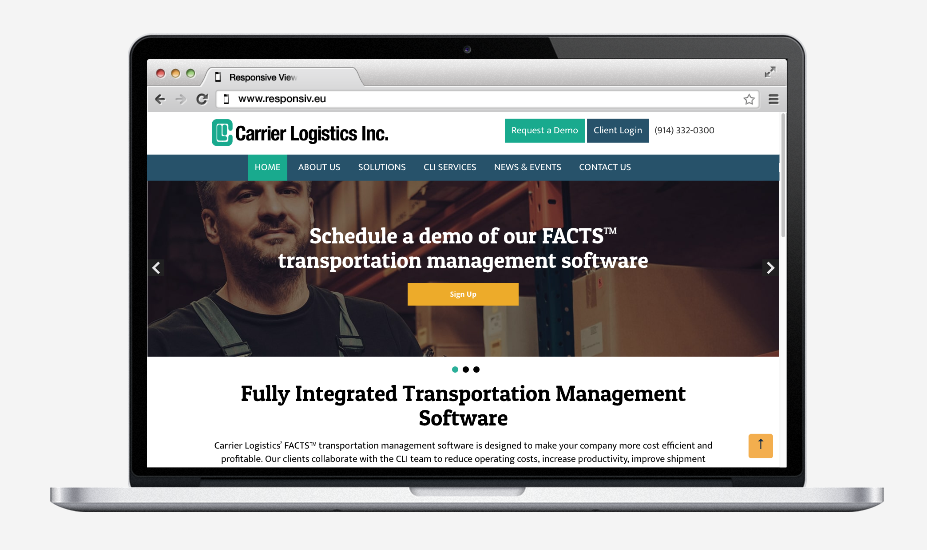 Responsive View
www.responsiv.eu
Carrier Logistics Inc.
Request a Demo
Client Login
(914) 332-0300
HOME
ABOUT US
SOLUTIONS
CLI SERVICES
NEWS & EVENTS
CONTACT US
Schedule a demo of our FACTS™
transportation management software
Sign Up
Fully Integrated Transportation Management
Software
Carrier Logistics' FACTS™ transportation management software is designed to make your company more cost efficient and
profitable. Our clients collaborate with the CLI team to reduce operating costs, increase productivity, improve shipment